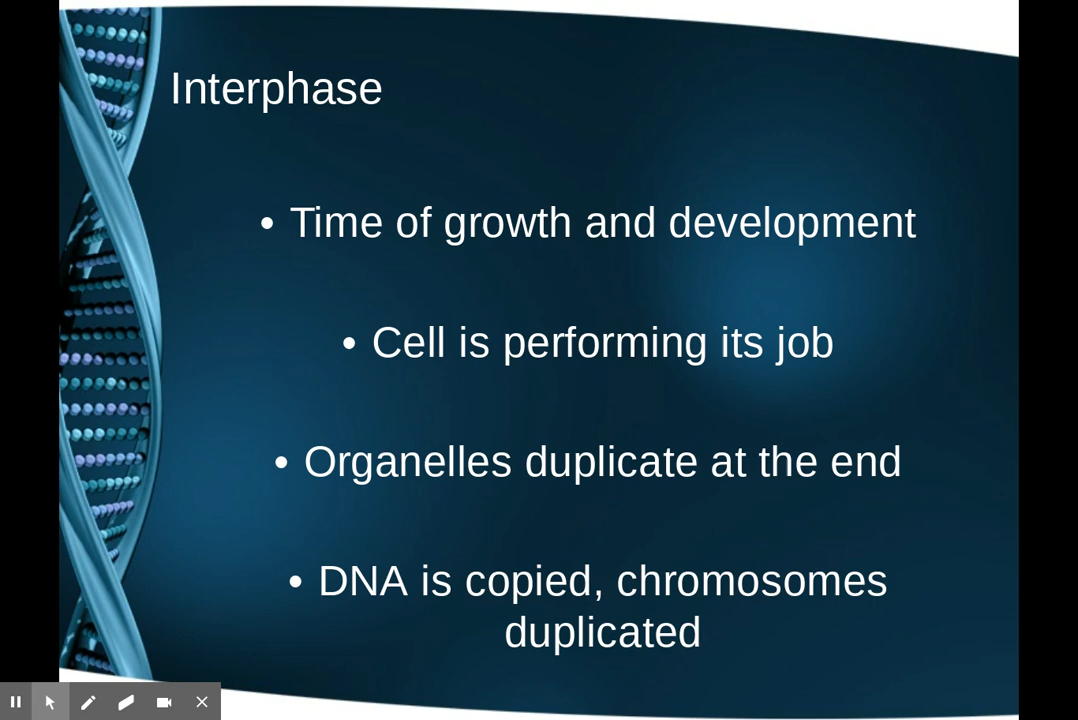 Interphase
• Time of growth and development
• Cell is performing its job
• Organelles duplicate at the end
• DNA is copied, chromosomes
duplicated